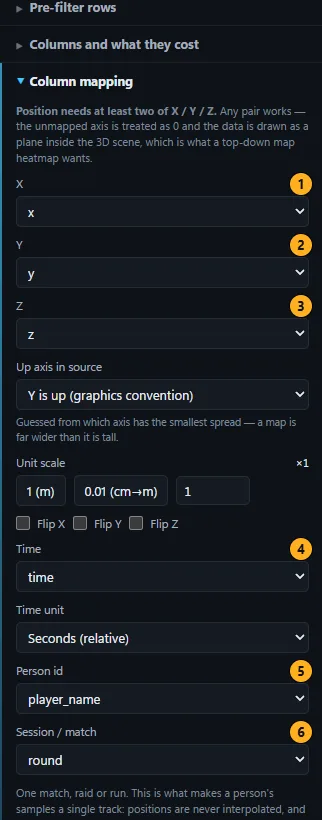 Pre-filter rows
Columns and what they cost
Column mapping
Position needs at least two of X / Y / Z. Any pair works —
the unmapped axis is treated as 0 and the data is drawn as a
plane inside the 3D scene, which is what a top-down map
heatmap wants.
X
1
x
Y
2
y
Z
3
z
Up axis in source
Y is up (graphics convention)
Guessed from which axis has the smallest spread — a map is
far wider than it is tall.
Unit scale ×1
1 (m) 0.01 (cm→m) 1
Flip X Flip Y Flip Z
Time
4
time
Time unit
Seconds (relative)
Person id
5
player_name
Session / match
6
round
One match, raid or run. This is what makes a person's
samples a single track: positions are never interpolated, and